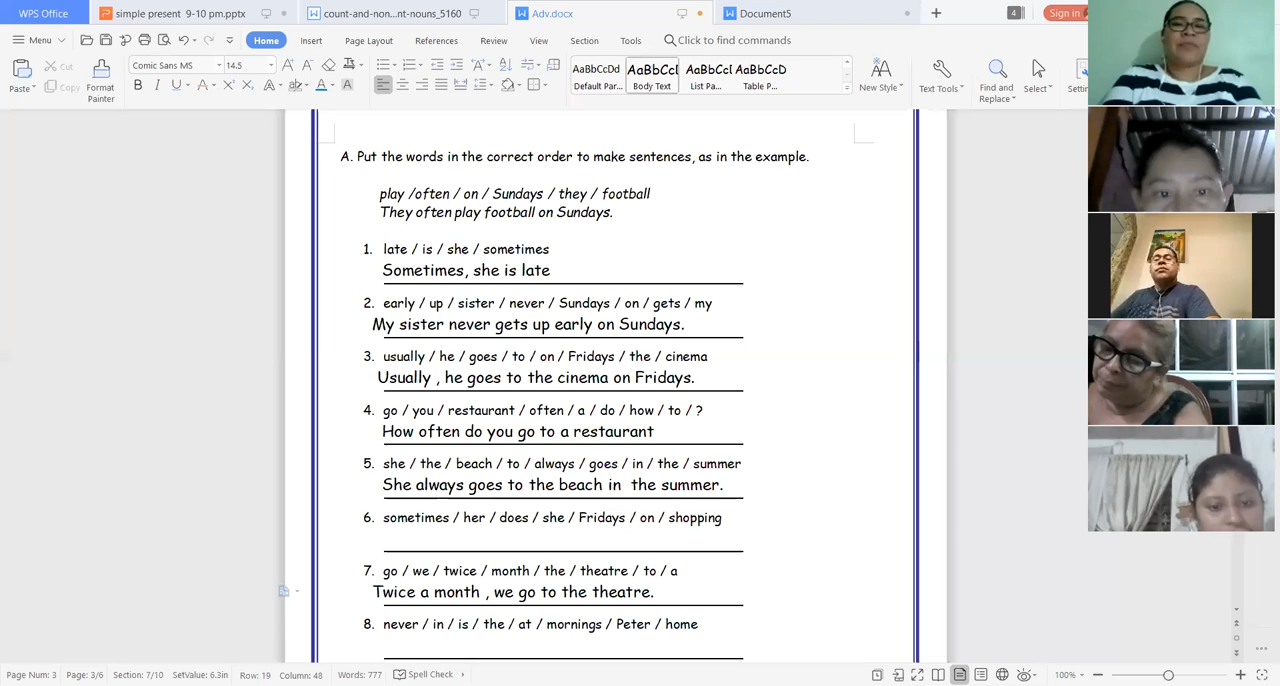 WPS Office
simple present 9-10 pm.pptx
count-and-non...nt-nouns_5160
Adv.docx
Document5
4
Sign in
Menu
Home
Insert
Page Layout
References
Review
View
Section
Tools
Click to find commands
Paste
Cut
Copy
Format Painter
Comic Sans MS
14.5
AaBbCcDd
Default Par...
AaBbCcI
Body Text
AaBbCcI
List Pa...
AaBbCcD
Table P...
New Style
Text Tools
Find and Replace
Select
A. Put the words in the correct order to make sentences, as in the example.
play /often / on / Sundays / they / football
They often play football on Sundays.
1. late / is / she / sometimes
Sometimes, she is late
2. early / up / sister / never / Sundays / on / gets / my
My sister never gets up early on Sundays.
3. usually / he / goes / to / on / Fridays / the / cinema
Usually , he goes to the cinema on Fridays.
4. go / you / restaurant / often / a / do / how / to / ?
How often do you go to a restaurant
5. she / the / beach / to / always / goes / in / the / summer
She always goes to the beach in the summer.
6. sometimes / her / does / she / Fridays / on / shopping
7. go / we / twice / month / the / theatre / to / a
Twice a month , we go to the theatre.
8. never / in / is / the / at / mornings / Peter / home
Page Num: 3
Page: 3/6
Section: 7/10
SetValue: 6.3in
Row: 19
Column: 48
Words: 777
Spell Check
100%